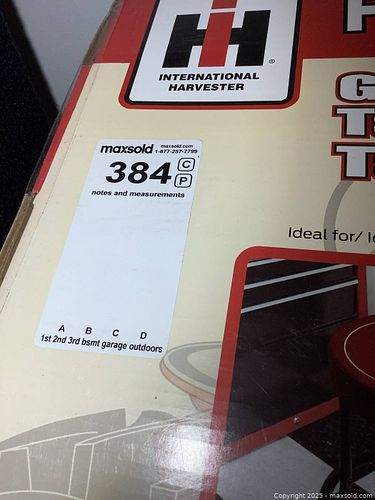 IH
®
INTERNATIONAL
HARVESTER
maxsold maxsold.com
1-877-257-7799
384 C
P
notes and measurements
Ideal for/
A B C D
1st 2nd 3rd bsmt garage outdoors
Copyright 2025 - maxsold.com